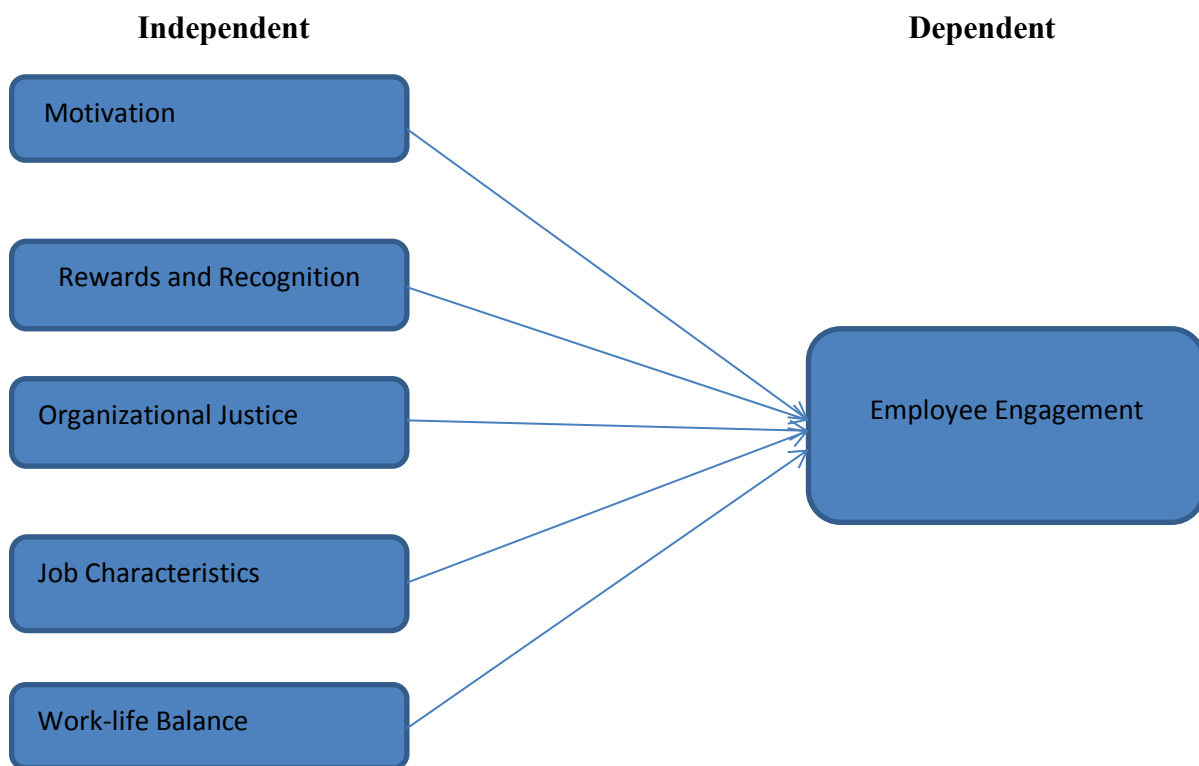 Independent
Dependent
Motivation
Rewards and Recognition
Organizational Justice
Employee Engagement
Job Characteristics
Work-life Balance